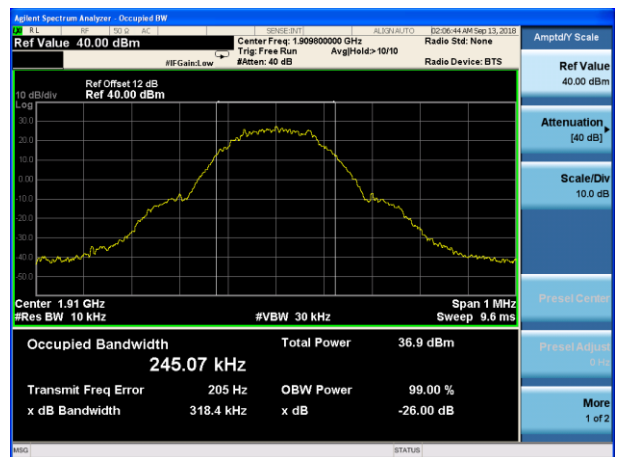 Agilent Spectrum Analyzer - Occupied BW
RL RF 50 Ω AC SENSE:INT ALIGN AUTO 02:06:44 AM Sep 13, 2018
Ref Value 40.00 dBm Center Freq: 1.909800000 GHz Radio Std: None
Trig: Free Run Avg|Hold:> 10/10
#IFGain:Low #Atten: 40 dB Radio Device: BTS
Ref Offset 12 dB
10 dB/div Ref 40.00 dBm
Log
30.0
20.0
10.0
0.00
-10.0
-20.0
-30.0
-40.0
-50.0
Center 1.91 GHz Span 1 MHz
#Res BW 10 kHz #VBW 30 kHz Sweep 9.6 ms
Occupied Bandwidth Total Power 36.9 dBm
245.07 kHz
Transmit Freq Error 205 Hz OBW Power 99.00 %
x dB Bandwidth 318.4 kHz x dB -26.00 dB
MSG STATUS
Amptd/Y Scale
Ref Value
40.00 dBm
Attenuation
[40 dB]
Scale/Div
10.0 dB
Presel Center
Presel Adjust
0 Hz
More
1 of 2